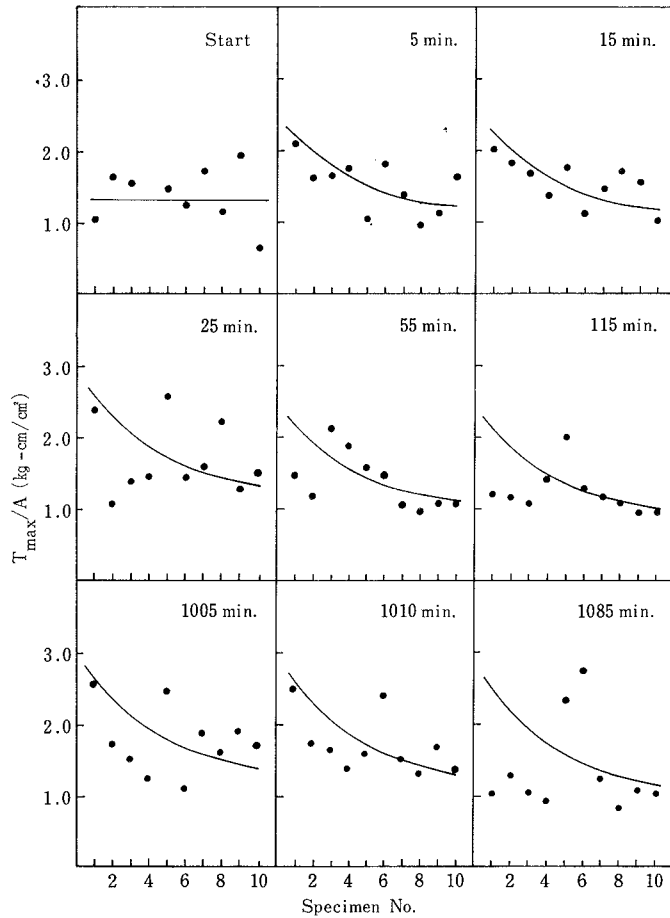 Start
5 min.
15 min.
3.0
2.0
1.0
25 min.
55 min.
115 min.
3.0
2.0
1.0
1005 min.
1010 min.
1085 min.
3.0
2.0
1.0
T max/A (kg-cm/cm²)
2 4 6 8 10 2 4 6 8 10 2 4 6 8 10
Specimen No.